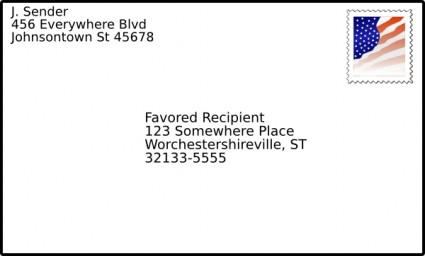 J. Sender
456 Everywhere Blvd
Johnsontown St 45678
Favored Recipient
123 Somewhere Place
Worchestershireville, ST
32133-5555